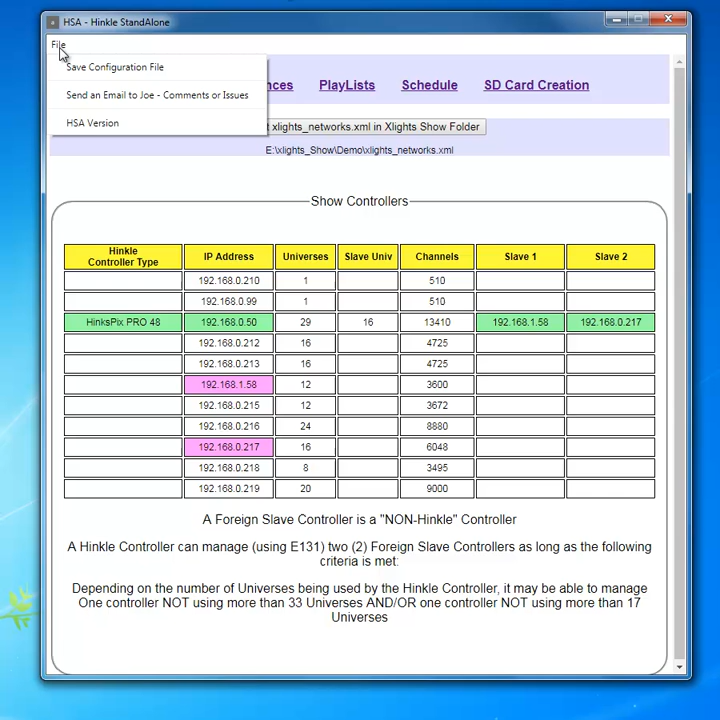 HSA - Hinkle StandAlone
File
Save Configuration File
Send an Email to Joe - Comments or Issues
HSA Version
nces PlayLists Schedule SD Card Creation
xlights_networks.xml in Xlights Show Folder
E:\xlights_Show\Demo\xlights_networks.xml
Show Controllers
Hinkle Controller Type IP Address Universes Slave Univ Channels Slave 1 Slave 2
192.168.0.210 1 510
192.168.0.99 1 510
HinksPix PRO 48 192.168.0.50 29 16 13410 192.168.1.58 192.168.0.217
192.168.0.212 16 4725
192.168.0.213 16 4725
192.168.1.58 12 3600
192.168.0.215 12 3672
192.168.0.216 24 8880
192.168.0.217 16 6048
192.168.0.218 8 3495
192.168.0.219 20 9000
A Foreign Slave Controller is a "NON-Hinkle" Controller
A Hinkle Controller can manage (using E131) two (2) Foreign Slave Controllers as long as the following
criteria is met:
Depending on the number of Universes being used by the Hinkle Controller, it may be able to manage
One controller NOT using more than 33 Universes AND/OR one controller NOT using more than 17
Universes